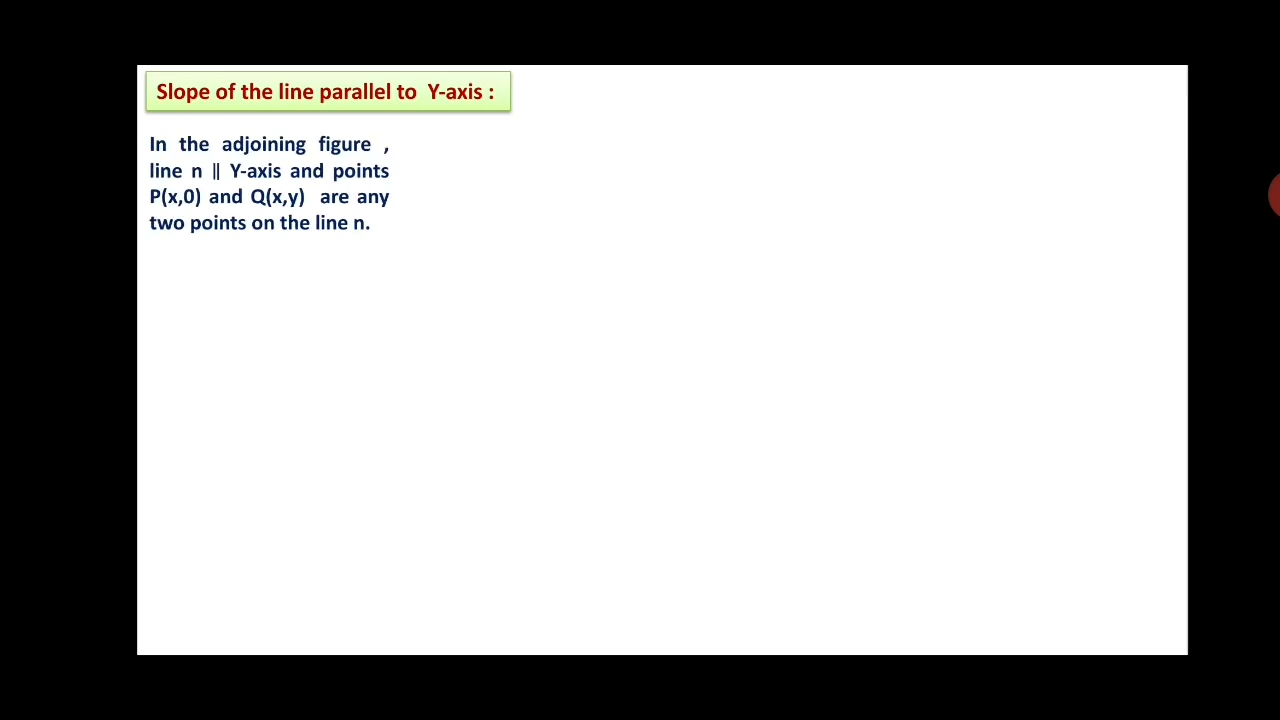 Slope of the line parallel to Y-axis :
In the adjoining figure ,
line n ∥ Y-axis and points
P(x,0) and Q(x,y) are any
two points on the line n.